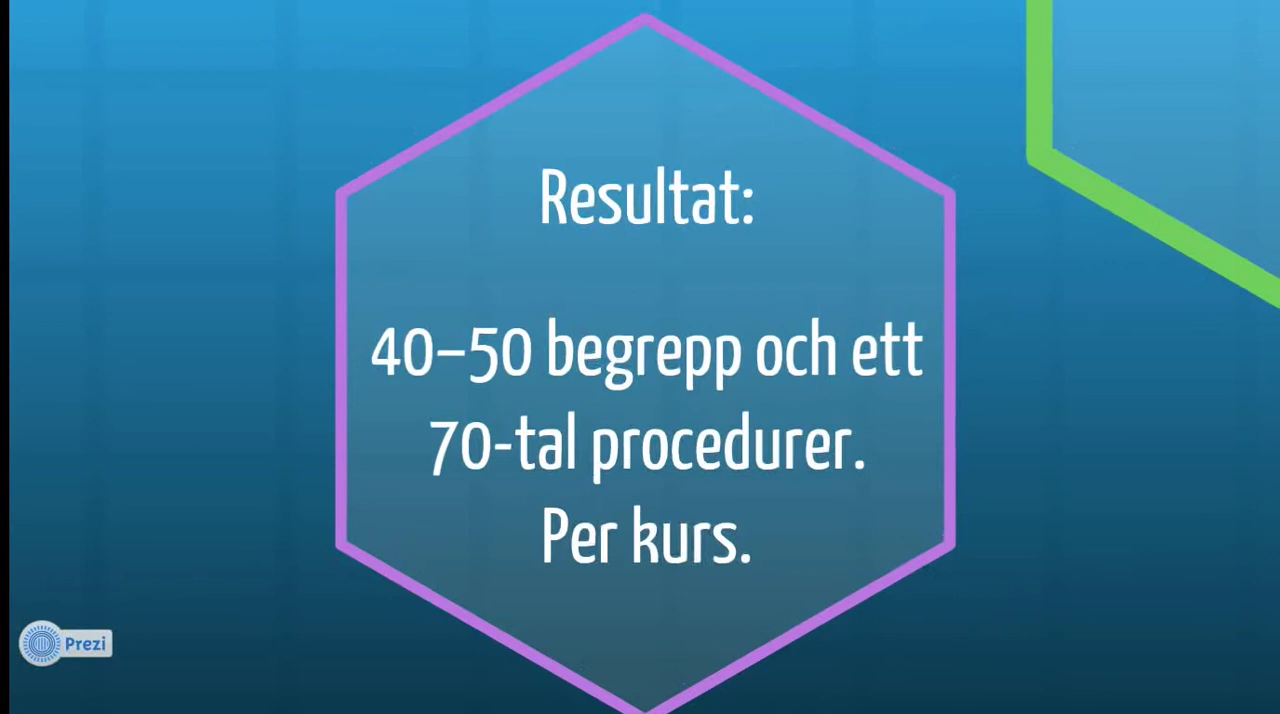 Resultat:
40–50 begrepp och ett
70-tal procedurer.
Per kurs.
Prezi